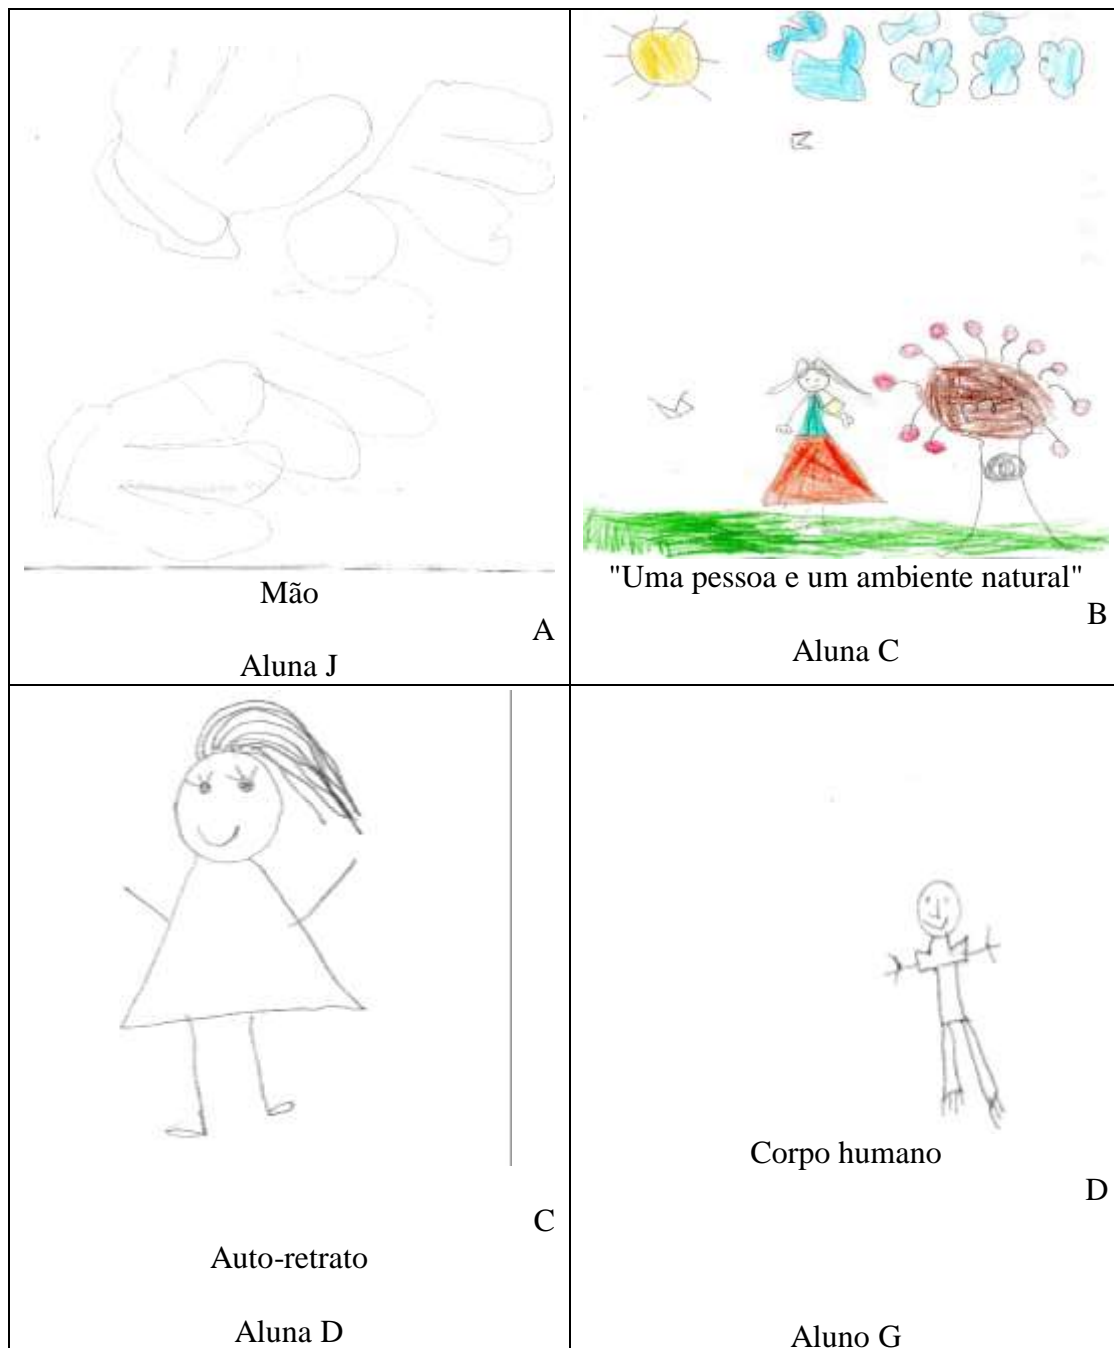 Mão
A
Aluna J
"Uma pessoa e um ambiente natural"
B
Aluna C
C
Auto-retrato
Aluna D
Corpo humano
D
Aluno G